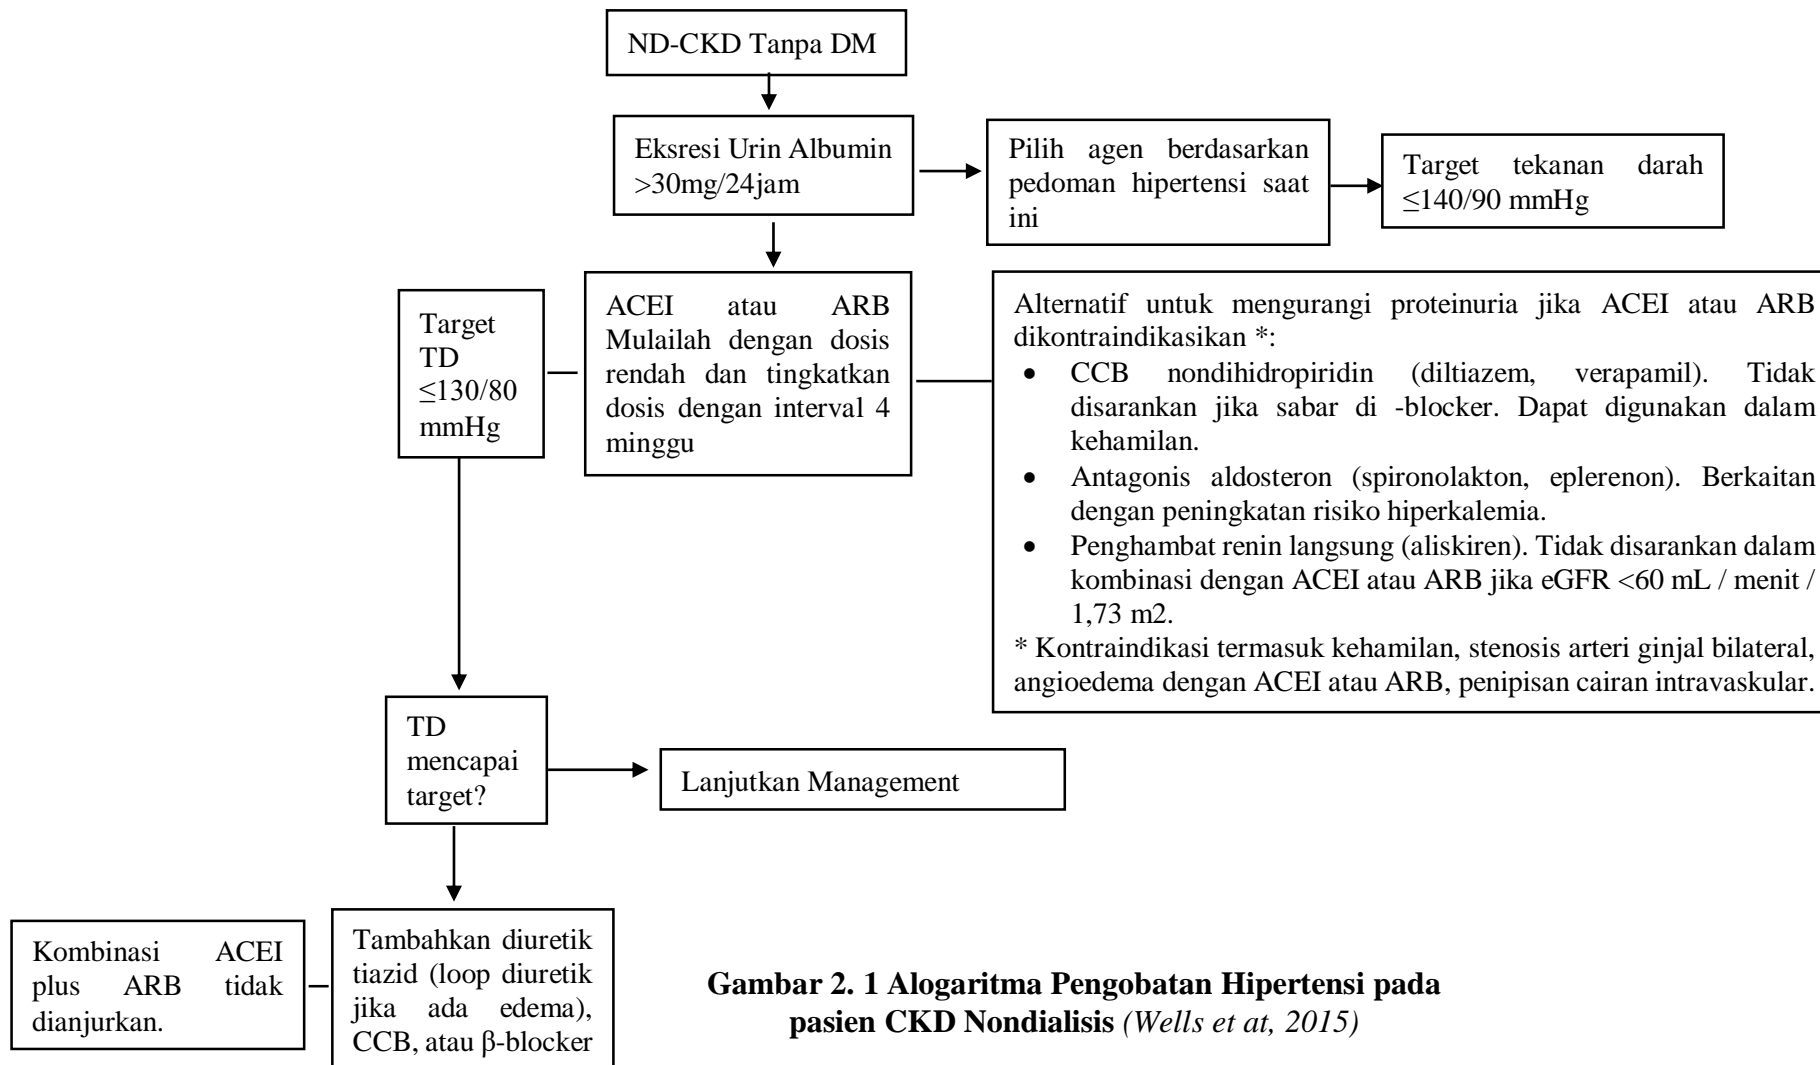 ND-CKD Tanpa DM
Eksresi Urin Albumin
>30mg/24jam
Pilih agen berdasarkan
pedoman hipertensi saat
ini
Target tekanan darah
≤140/90 mmHg
Target
TD
≤130/80
mmHg
ACEI atau ARB
Mulailah dengan dosis
rendah dan tingkatkan
dosis dengan interval 4
minggu
Alternatif untuk mengurangi proteinuria jika ACEI atau ARB
dikontraindikasikan *:
• CCB nondihidropiridin (diltiazem, verapamil). Tidak
disarankan jika sabar di -blocker. Dapat digunakan dalam
kehamilan.
• Antagonis aldosteron (spironolakton, eplerenon). Berkaitan
dengan peningkatan risiko hiperkalemia.
• Penghambat renin langsung (aliskiren). Tidak disarankan dalam
kombinasi dengan ACEI atau ARB jika eGFR <60 mL / menit /
1,73 m2.
* Kontraindikasi termasuk kehamilan, stenosis arteri ginjal bilateral,
angioedema dengan ACEI atau ARB, penipisan cairan intravaskular.
TD
mencapai
target?
Lanjutkan Management
Kombinasi ACEI
plus ARB tidak
dianjurkan.
Tambahkan diuretik
tiazid (loop diuretik
jika ada edema),
CCB, atau β-blocker
Gambar 2. 1 Alogaritma Pengobatan Hipertensi pada
pasien CKD Nondialisis (Wells et at, 2015)